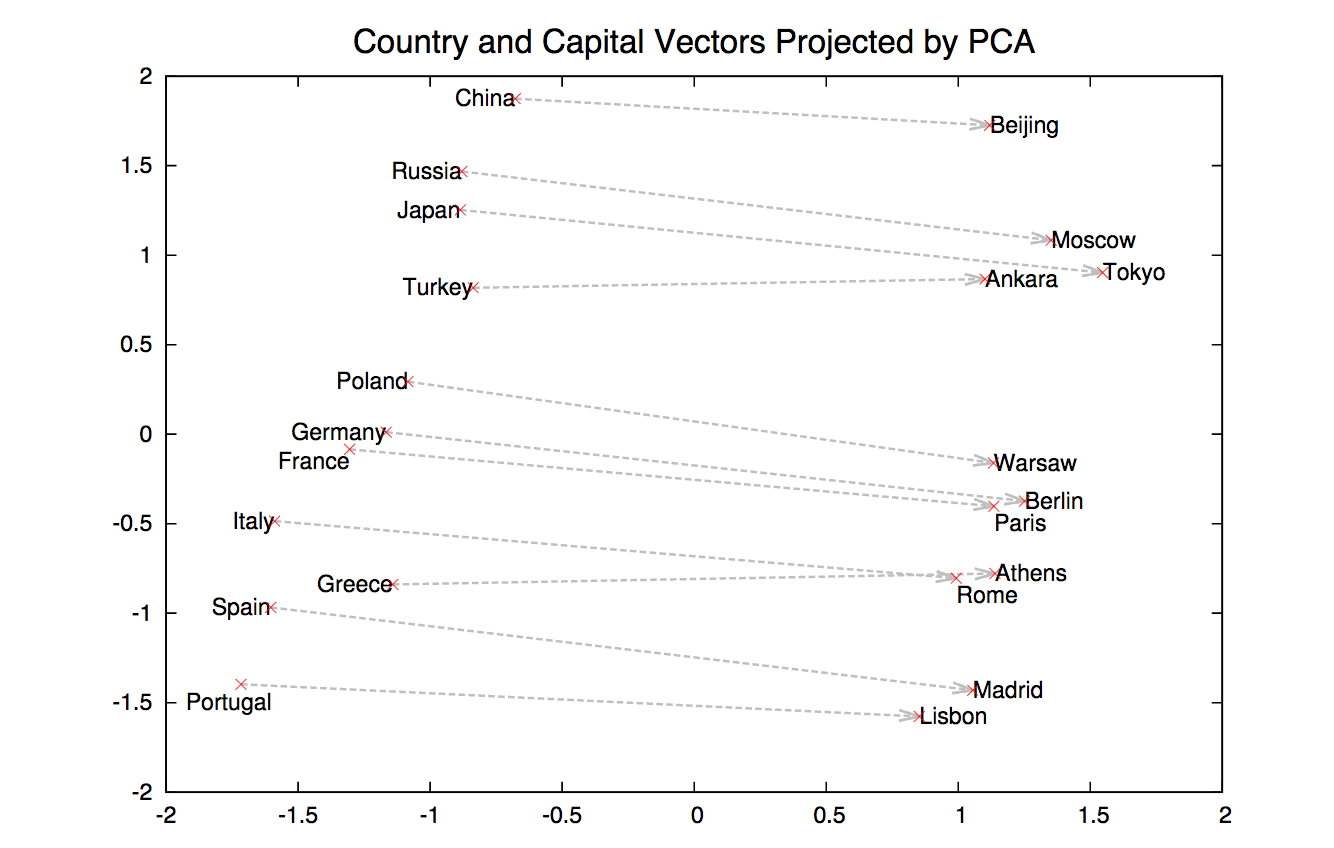 Country and Capital Vectors Projected by PCA
2
China
Beijing
1.5
Russia
Japan
Moscow
1
Tokyo
Turkey
Ankara
0.5
Poland
0
Germany
France
Warsaw
Berlin
-0.5
Italy
Paris
Athens
Greece
Rome
-1
Spain
Madrid
-1.5
Portugal
Lisbon
-2
-2
-1.5
-1
-0.5
0
0.5
1
1.5
2